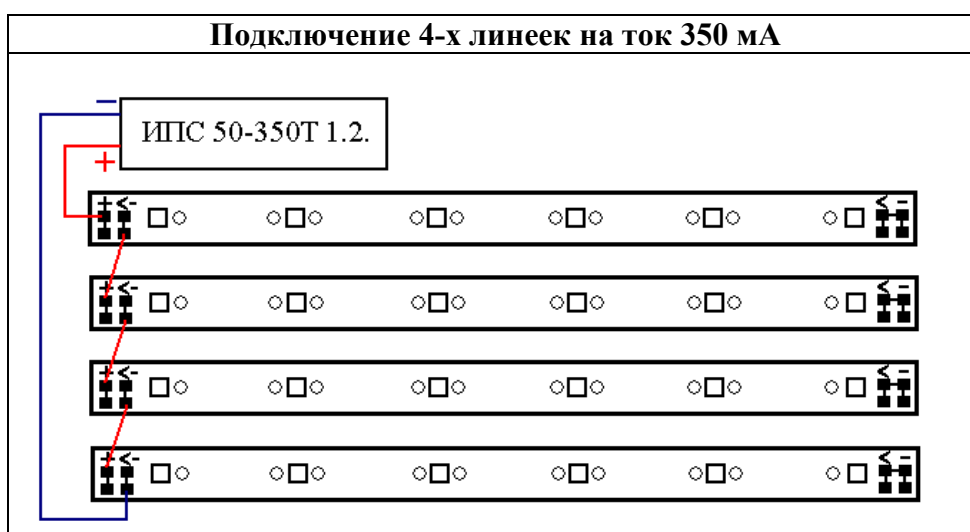 Подключение 4-х линеек на ток 350 мА
−
ИПС 50-350Т 1.2.
+
+ <- < -
+ <- < -
+ <- < -
+ <- < -